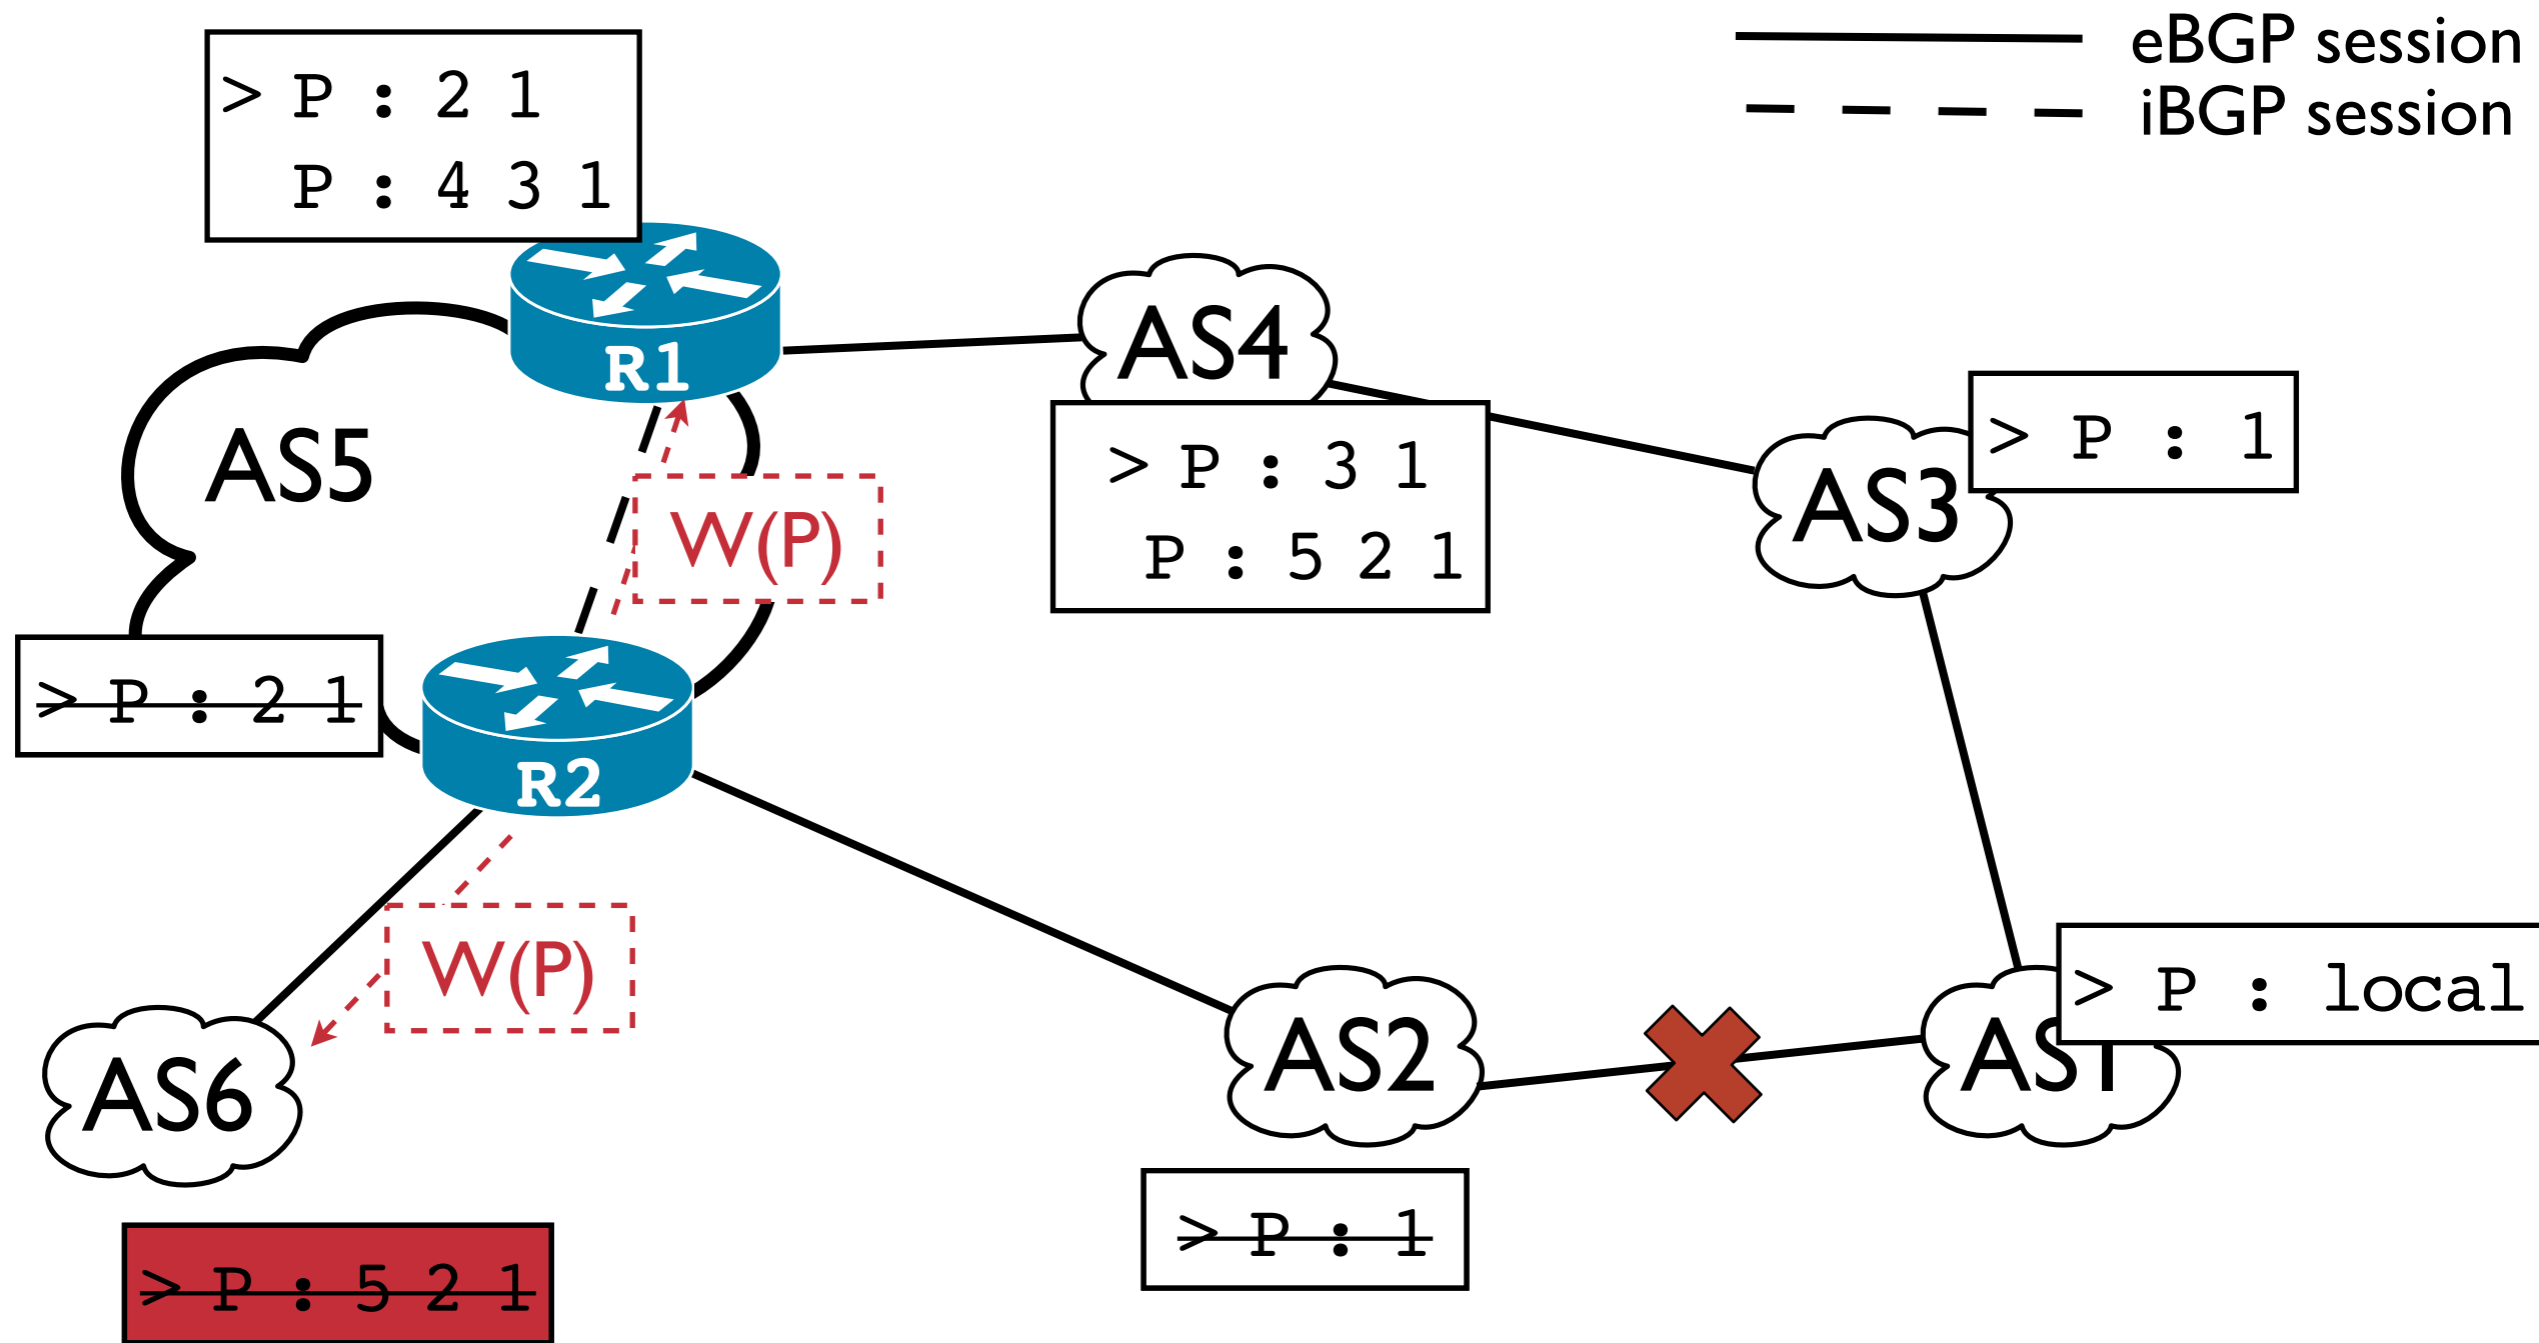 eBGP session
iBGP session
> P : 2 1
P : 4 3 1
R1
AS4
> P : 3 1
P : 5 2 1
> P : 1
AS3
AS5
W(P)
> P : 2 1
R2
W(P)
AS6
> P : 5 2 1
AS2
> P : 1
AS1
> P : local